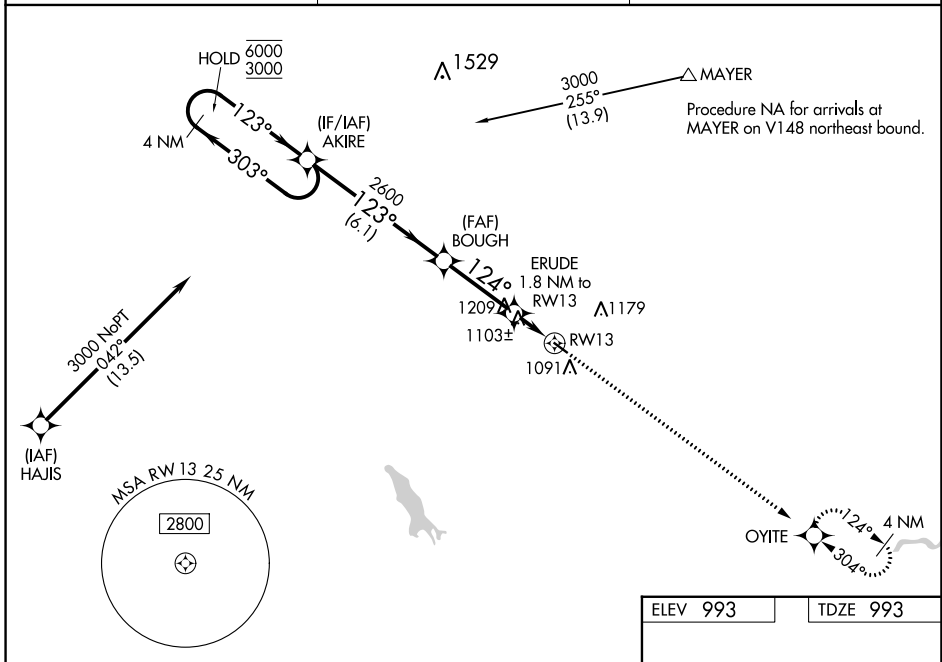 HOLD 6000
3000
1529
MAYER
3000
255°
(13.9)
Procedure NA for arrivals at
MAYER on V148 northeast bound.
123°
4 NM
303°
(IF/IAF)
AKIRE
2600
123°
(6.1)
(FAF)
BOUGH
124°
ERUDE
1.8 NM to
RW13
1209
1103±
1179
RW13
1091
3000 NoPT
042°
(13.5)
(IAF)
HAJIS
MSA RW 13 25 NM
2800
OYITE
124°
4 NM
304°
ELEV 993
TDZE 993